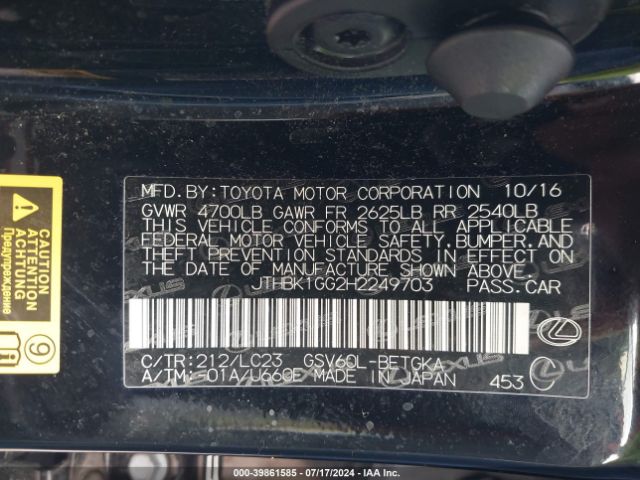 MFD.BY:TOYOTA MOTOR CORPORATION 10/16
GVWR 4700LB GAWR FR 2625LB RR 2540LB
THIS VEHICLE CONFORMS TO ALL APPLICABLE
FEDERAL MOTOR VEHICLE SAFETY,BUMPER,AND
THEFT PREVENTION STANDARDS IN EFFECT ON
THE DATE OF MANUFACTURE SHOWN ABOVE.
JTHBK1GG2H2249703 PASS.CAR
C/TR:212/LC23 GSV60L-BETGKA
A/TM:-01A/U660E MADE IN JAPAN 453
CAUTION
ATTENTION
ACHTUNG
9
LEXUS
000-39861585 - 07/17/2024 - IAA Inc.